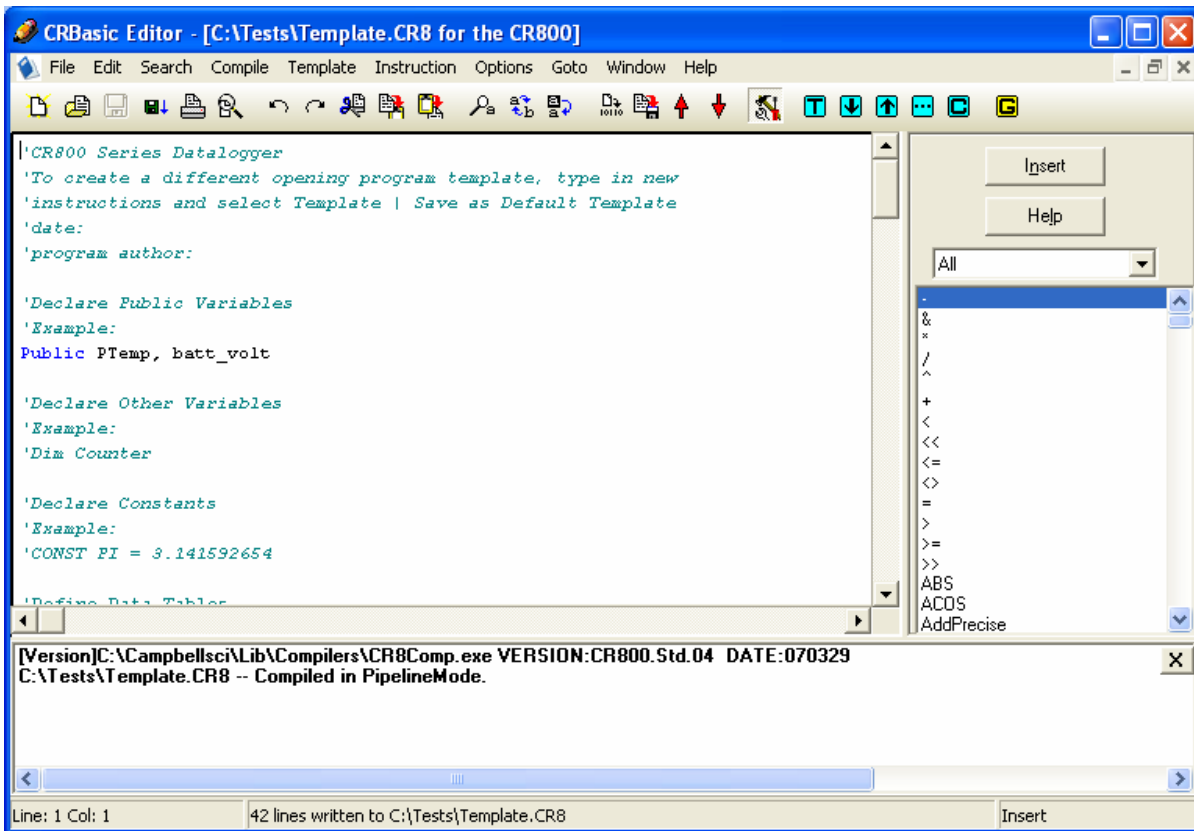 CRBasic Editor - [C:\Tests\Template.CR8 for the CR800]
File Edit Search Compile Template Instruction Options Goto Window Help
T C G
'CR800 Series Datalogger
'To create a different opening program template, type in new
'instructions and select Template | Save as Default Template
'date:
'program author:
'Declare Public Variables
'Example:
Public PTemp, batt_volt
'Declare Other Variables
'Example:
'Dim Counter
'Declare Constants
'Example:
'CONST PI = 3.141592654
'Define Data Tables
Insert
Help
All
-
&
*
/
^
+
<
<<
<=
<>
=
>
>=
>>
ABS
ACOS
AddPrecise
[Version]C:\Campbellsci\Lib\Compilers\CR8Comp.exe VERSION:CR800.Std.04 DATE:070329
C:\Tests\Template.CR8 -- Compiled in PipelineMode.
Line: 1 Col: 1
42 lines written to C:\Tests\Template.CR8
Insert